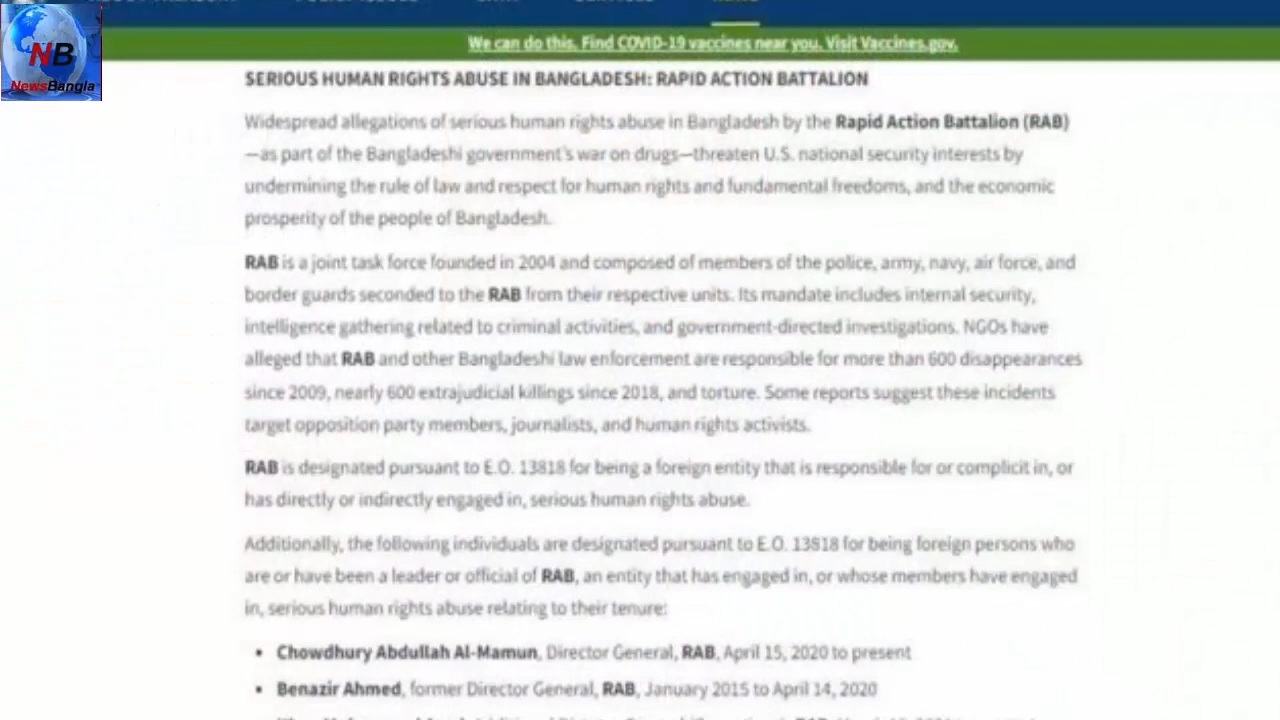 We can do this. Find COVID-19 vaccines near you. Visit Vaccines.gov.
NB
NewsBangla
SERIOUS HUMAN RIGHTS ABUSE IN BANGLADESH: RAPID ACTION BATTALION
Widespread allegations of serious human rights abuse in Bangladesh by the Rapid Action Battalion (RAB)
—as part of the Bangladeshi government's war on drugs—threaten U.S. national security interests by
undermining the rule of law and respect for human rights and fundamental freedoms, and the economic
prosperity of the people of Bangladesh.
RAB is a joint task force founded in 2004 and composed of members of the police, army, navy, air force, and
border guards seconded to the RAB from their respective units. Its mandate includes internal security,
intelligence gathering related to criminal activities, and government-directed investigations. NGOs have
alleged that RAB and other Bangladeshi law enforcement are responsible for more than 600 disappearances
since 2009, nearly 600 extrajudicial killings since 2018, and torture. Some reports suggest these incidents
target opposition party members, journalists, and human rights activists.
RAB is designated pursuant to E.O. 13818 for being a foreign entity that is responsible for or complicit in, or
has directly or indirectly engaged in, serious human rights abuse.
Additionally, the following individuals are designated pursuant to E.O. 13818 for being foreign persons who
are or have been a leader or official of RAB, an entity that has engaged in, or whose members have engaged
in, serious human rights abuse relating to their tenure:
• Chowdhury Abdullah Al-Mamun, Director General, RAB, April 15, 2020 to present
• Benazir Ahmed, former Director General, RAB, January 2015 to April 14, 2020